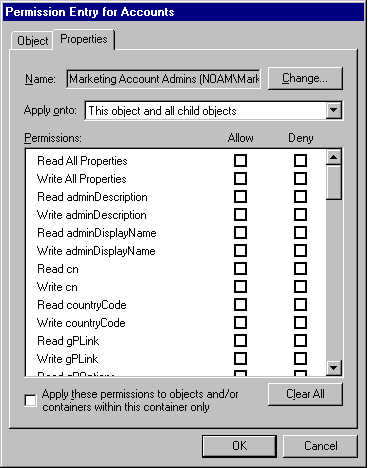 Permission Entry for Accounts
Object Properties
Name: Marketing Account Admins (NOAM\Mark Change...
Apply onto: This object and all child objects
Permissions: Allow Deny
Read All Properties
Write All Properties
Read adminDescription
Write adminDescription
Read adminDisplayName
Write adminDisplayName
Read cn
Write cn
Read countryCode
Write countryCode
Read gPLink
Write gPLink
Read gPOptions
Apply these permissions to objects and/or
containers within this container only
Clear All
OK Cancel